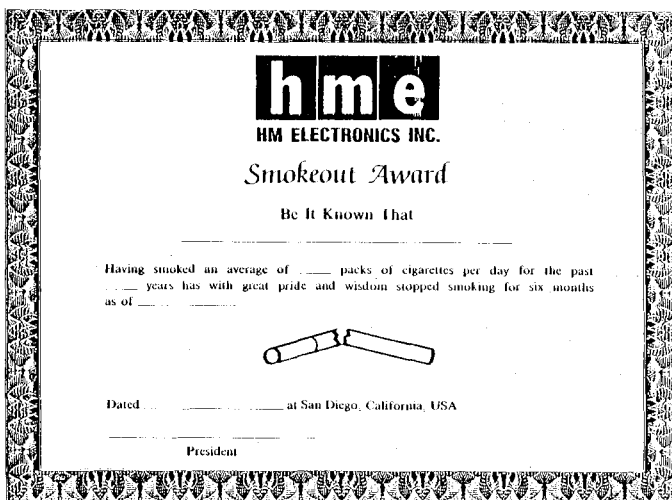 hme
HM ELECTRONICS INC.
Smokeout Award
Be It Known That
Having smoked an average of ____ packs of cigarettes per day for the past
____ years has with great pride and wisdom stopped smoking for six months
as of ____________
Dated ____________ at San Diego, California, USA
President